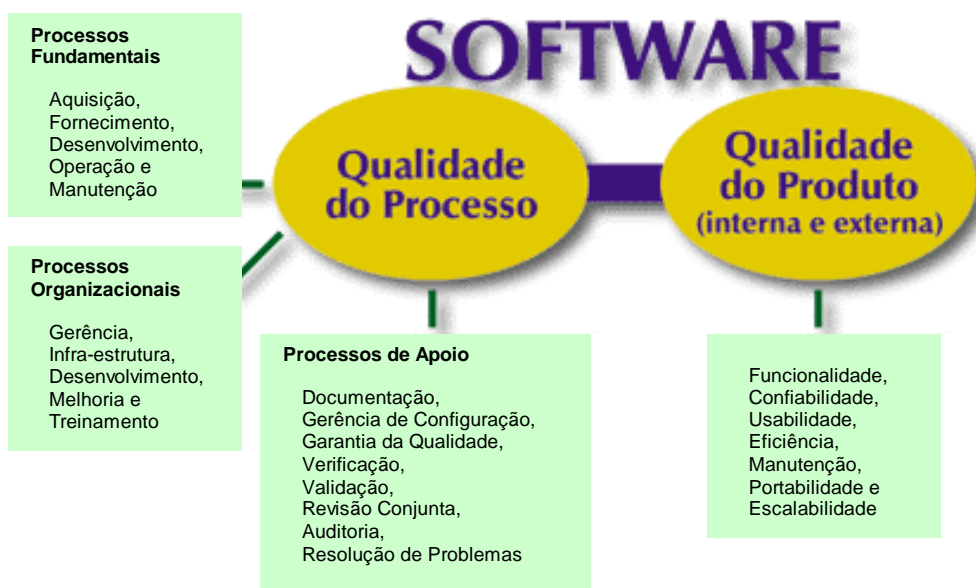 SOFTWARE
Processos
Fundamentais
Aquisição,
Fornecimento,
Desenvolvimento,
Operação e
Manutenção
Qualidade
do Processo
Qualidade
do Produto
(interna e externa)
Processos
Organizacionais
Gerência,
Infra-estrutura,
Desenvolvimento,
Melhoria e
Treinamento
Processos de Apoio
Documentação,
Gerência de Configuração,
Garantia da Qualidade,
Verificação,
Validação,
Revisão Conjunta,
Auditoria,
Resolução de Problemas
Funcionalidade,
Confiabilidade,
Usabilidade,
Eficiência,
Manutenção,
Portabilidade e
Escalabilidade